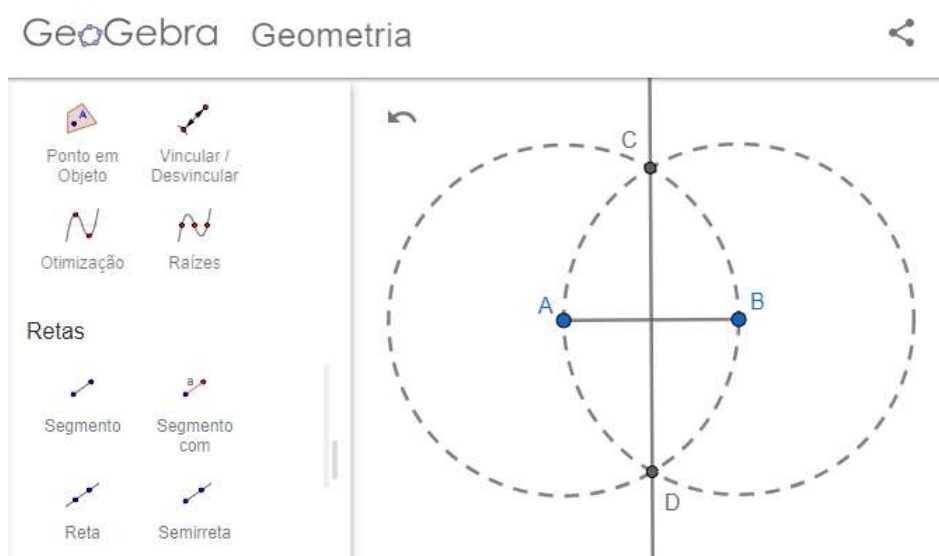 GeoGebra Geometria
Ponto em Objeto
Vincular / Desvincular
Otimização
Raízes
Retas
Segmento
Segmento com
a
Reta
Semirreta
A
C
A
B
D